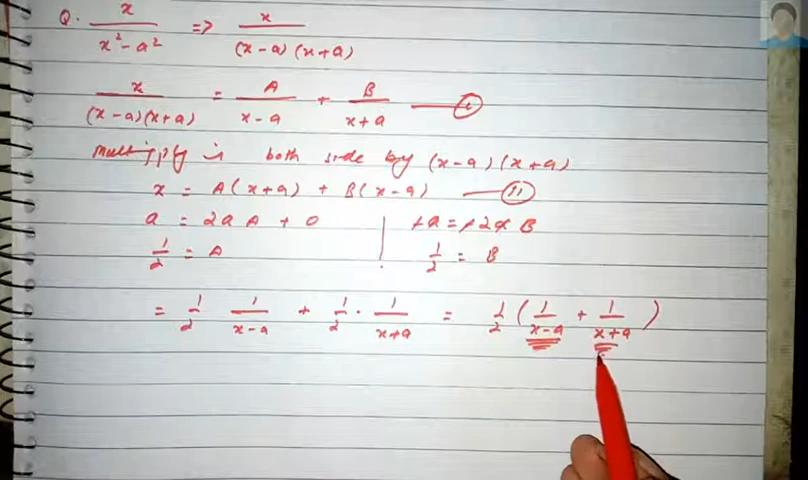 Q. x/(x² - a²) => x/((x-a)(x+a))
x/((x-a)(x+a)) = A/(x-a) + B/(x+a) —— (i)
multiply in both side by (x-a)(x+a)
x = A(x+a) + B(x-a) —— (ii)
a = 2a A + 0 | +a = +2a B
1/2 = A | 1/2 = B
= 1/2 1/(x-a) + 1/2 · 1/(x+a) = 1/2 (1/(x-a) + 1/(x+a))